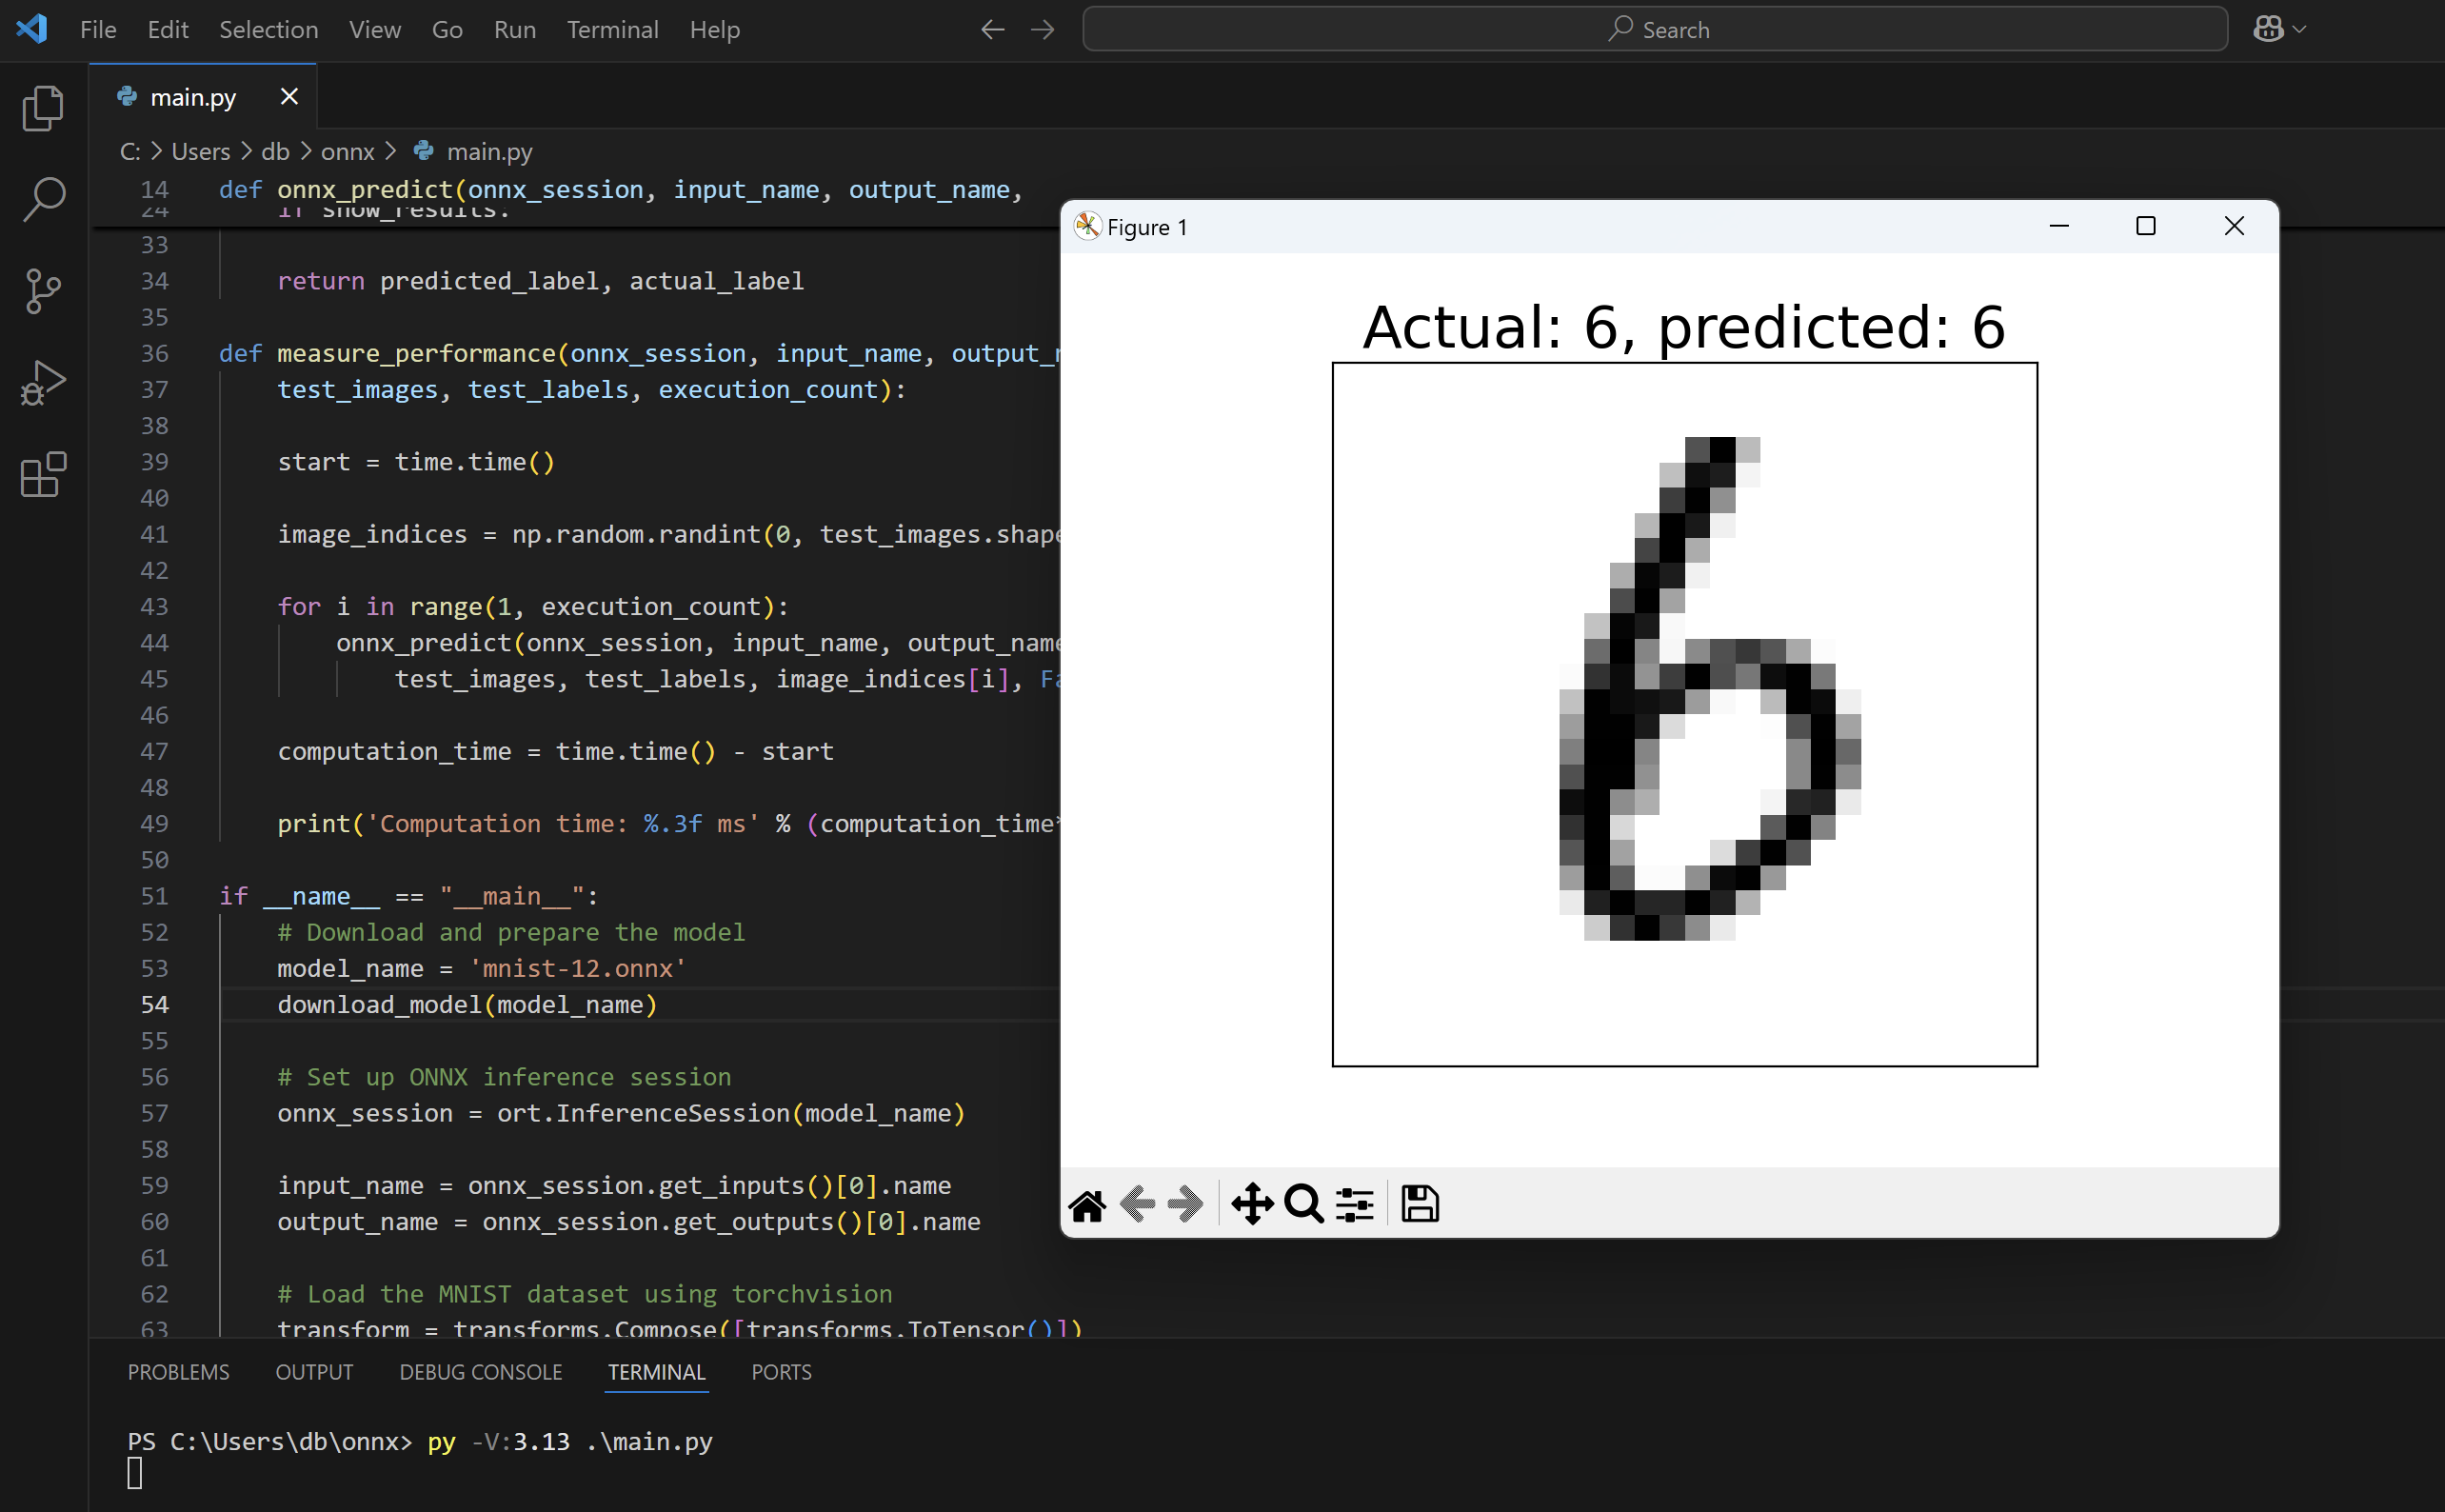 File Edit Selection View Go Run Terminal Help
Search
main.py
C: > Users > db > onnx > main.py
14 def onnx_predict(onnx_session, input_name, output_name,
24 if show_results:
33
34 return predicted_label, actual_label
35
36 def measure_performance(onnx_session, input_name, output_
37 test_images, test_labels, execution_count):
38
39 start = time.time()
40
41 image_indices = np.random.randint(0, test_images.shape
42
43 for i in range(1, execution_count):
44 onnx_predict(onnx_session, input_name, output_name
45 test_images, test_labels, image_indices[i], Fa
46
47 computation_time = time.time() - start
48
49 print('Computation time: %.3f ms' % (computation_time*
50
51 if __name__ == "__main__":
52 # Download and prepare the model
53 model_name = 'mnist-12.onnx'
54 download_model(model_name)
55
56 # Set up ONNX inference session
57 onnx_session = ort.InferenceSession(model_name)
58
59 input_name = onnx_session.get_inputs()[0].name
60 output_name = onnx_session.get_outputs()[0].name
61
62 # Load the MNIST dataset using torchvision
63 transform = transforms.Compose([transforms.ToTensor()])
Figure 1
Actual: 6, predicted: 6
PROBLEMS OUTPUT DEBUG CONSOLE TERMINAL PORTS
PS C:\Users\db\onnx> py -V:3.13 .\main.py